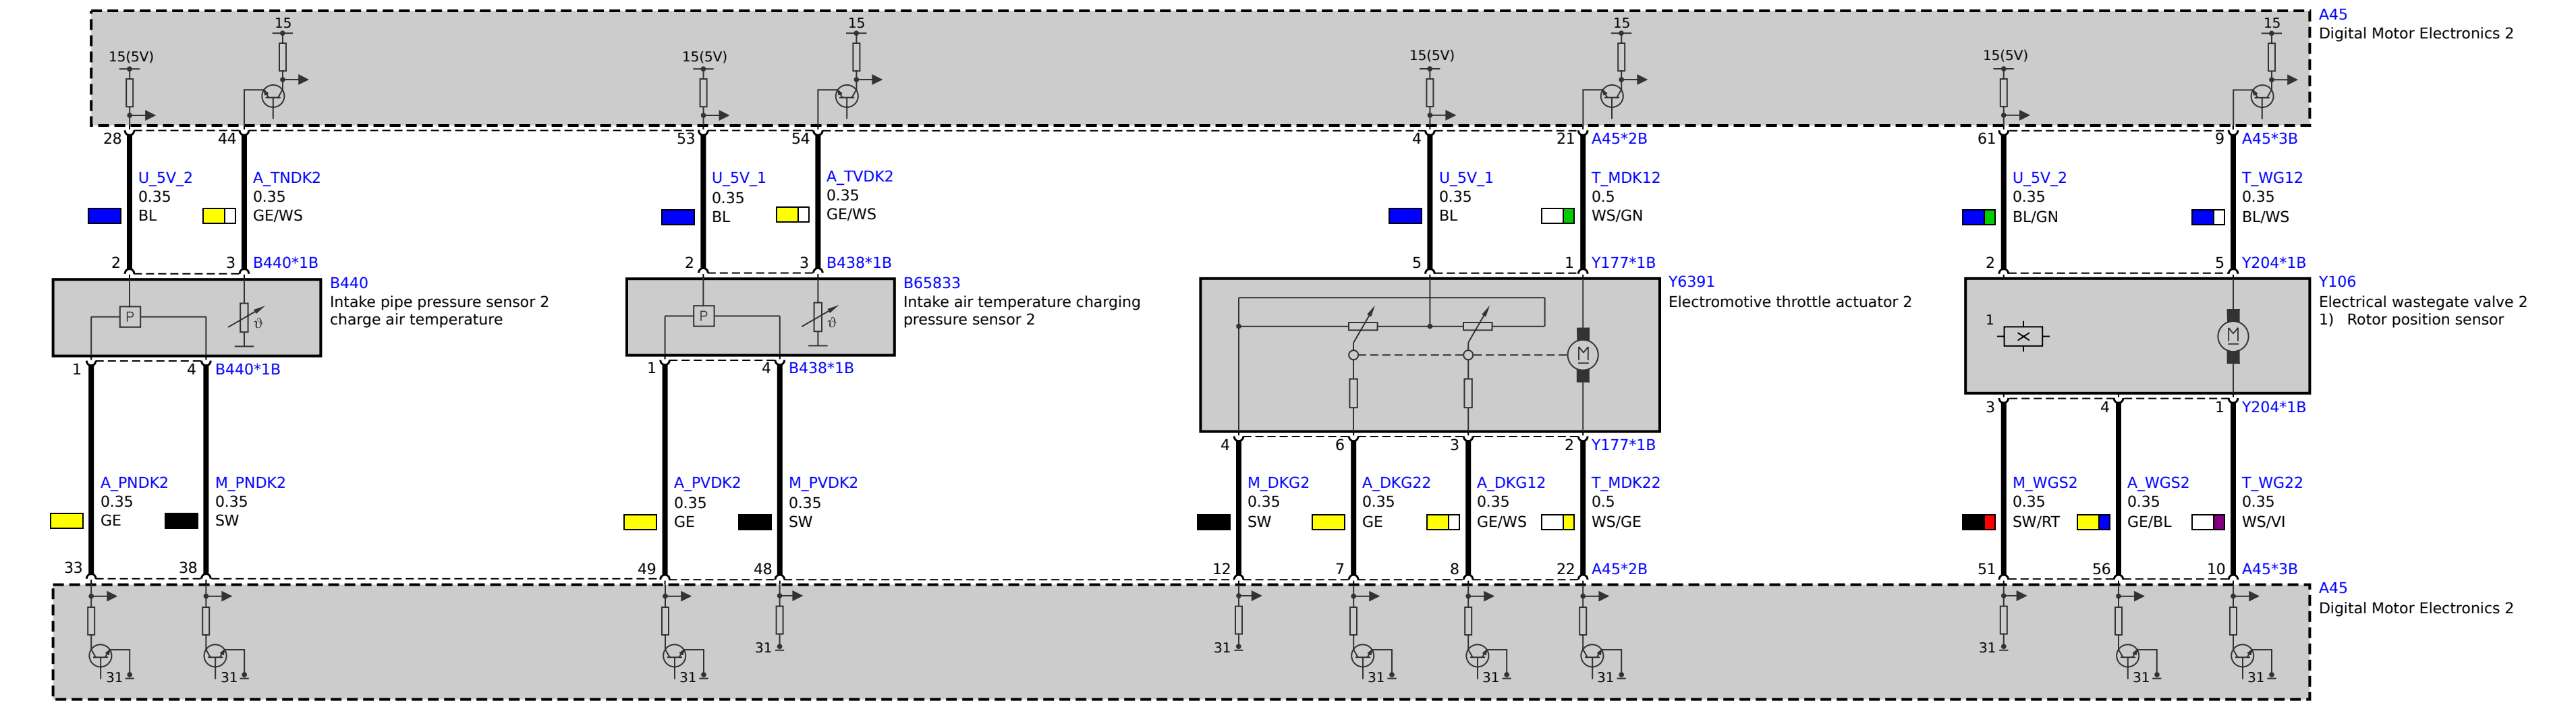 15 15 15 15 A45
Digital Motor Electronics 2
15(5V) 15(5V) 15(5V) 15(5V)
28 44 53 54 4 21 A45*2B 61 9 A45*3B
U_5V_2 A_TNDK2 U_5V_1 A_TVDK2 U_5V_1 T_MDK12 U_5V_2 T_WG12
0.35 0.35 0.35 0.35 0.35 0.5 0.35 0.35
BL GE/WS BL GE/WS BL WS/GN BL/GN BL/WS
2 3 B440*1B 2 3 B438*1B 5 1 Y177*1B 2 5 Y204*1B
B440 B65833 Y6391 Y106
Intake pipe pressure sensor 2 Intake air temperature charging Electromotive throttle actuator 2 Electrical wastegate valve 2
charge air temperature pressure sensor 2 1) Rotor position sensor
P ϑ P ϑ M 1 M
1 4 B440*1B 1 4 B438*1B
3 4 1 Y204*1B
4 6 3 2 Y177*1B
A_PNDK2 M_PNDK2 A_PVDK2 M_PVDK2 M_DKG2 A_DKG22 A_DKG12 T_MDK22 M_WGS2 A_WGS2 T_WG22
0.35 0.35 0.35 0.35 0.35 0.35 0.35 0.5 0.35 0.35 0.35
GE SW GE SW SW GE GE/WS WS/GE SW/RT GE/BL WS/VI
33 38 49 48 12 7 8 22 A45*2B 51 56 10 A45*3B
A45
Digital Motor Electronics 2
31 31 31
31 31 31 31 31 31 31 31